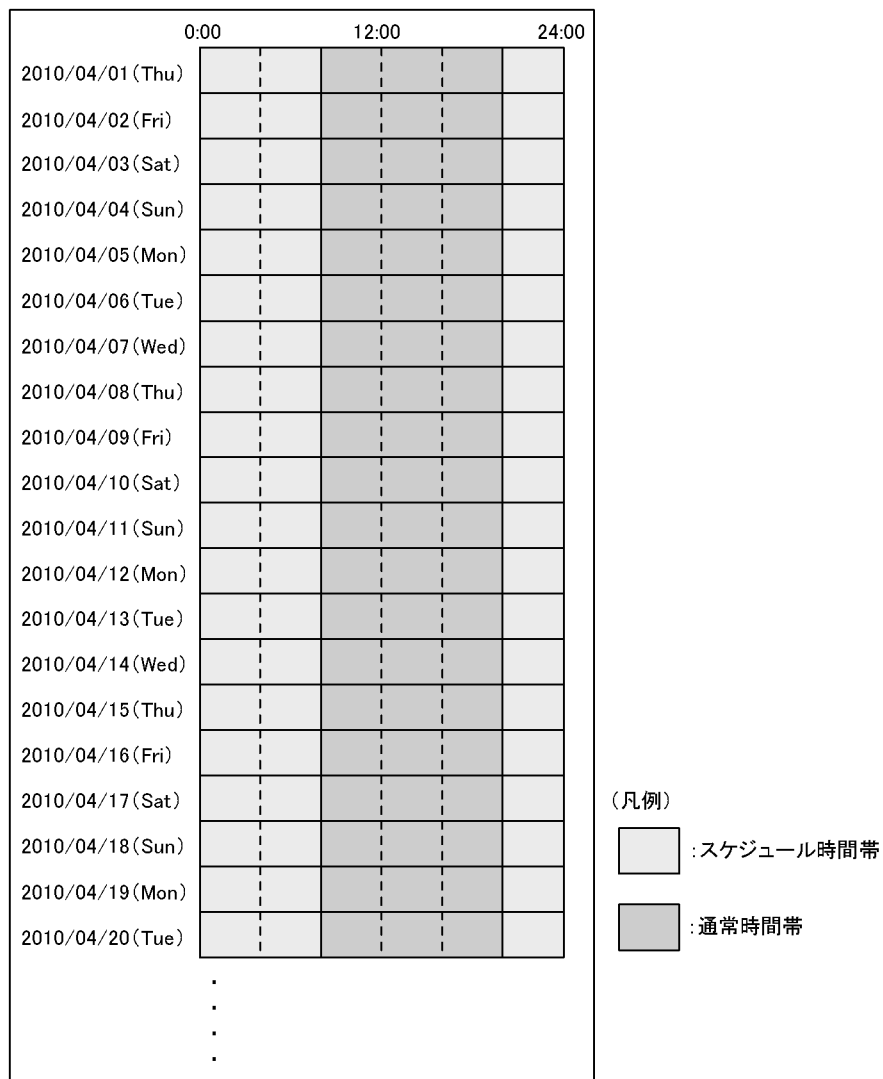 0:00 12:00 24:00
2010/04/01(Thu)
2010/04/02(Fri)
2010/04/03(Sat)
2010/04/04(Sun)
2010/04/05(Mon)
2010/04/06(Tue)
2010/04/07(Wed)
2010/04/08(Thu)
2010/04/09(Fri)
2010/04/10(Sat)
2010/04/11(Sun)
2010/04/12(Mon)
2010/04/13(Tue)
2010/04/14(Wed)
2010/04/15(Thu)
2010/04/16(Fri)
2010/04/17(Sat)
2010/04/18(Sun)
2010/04/19(Mon)
2010/04/20(Tue)
(凡例)
:スケジュール時間帯
:通常時間帯